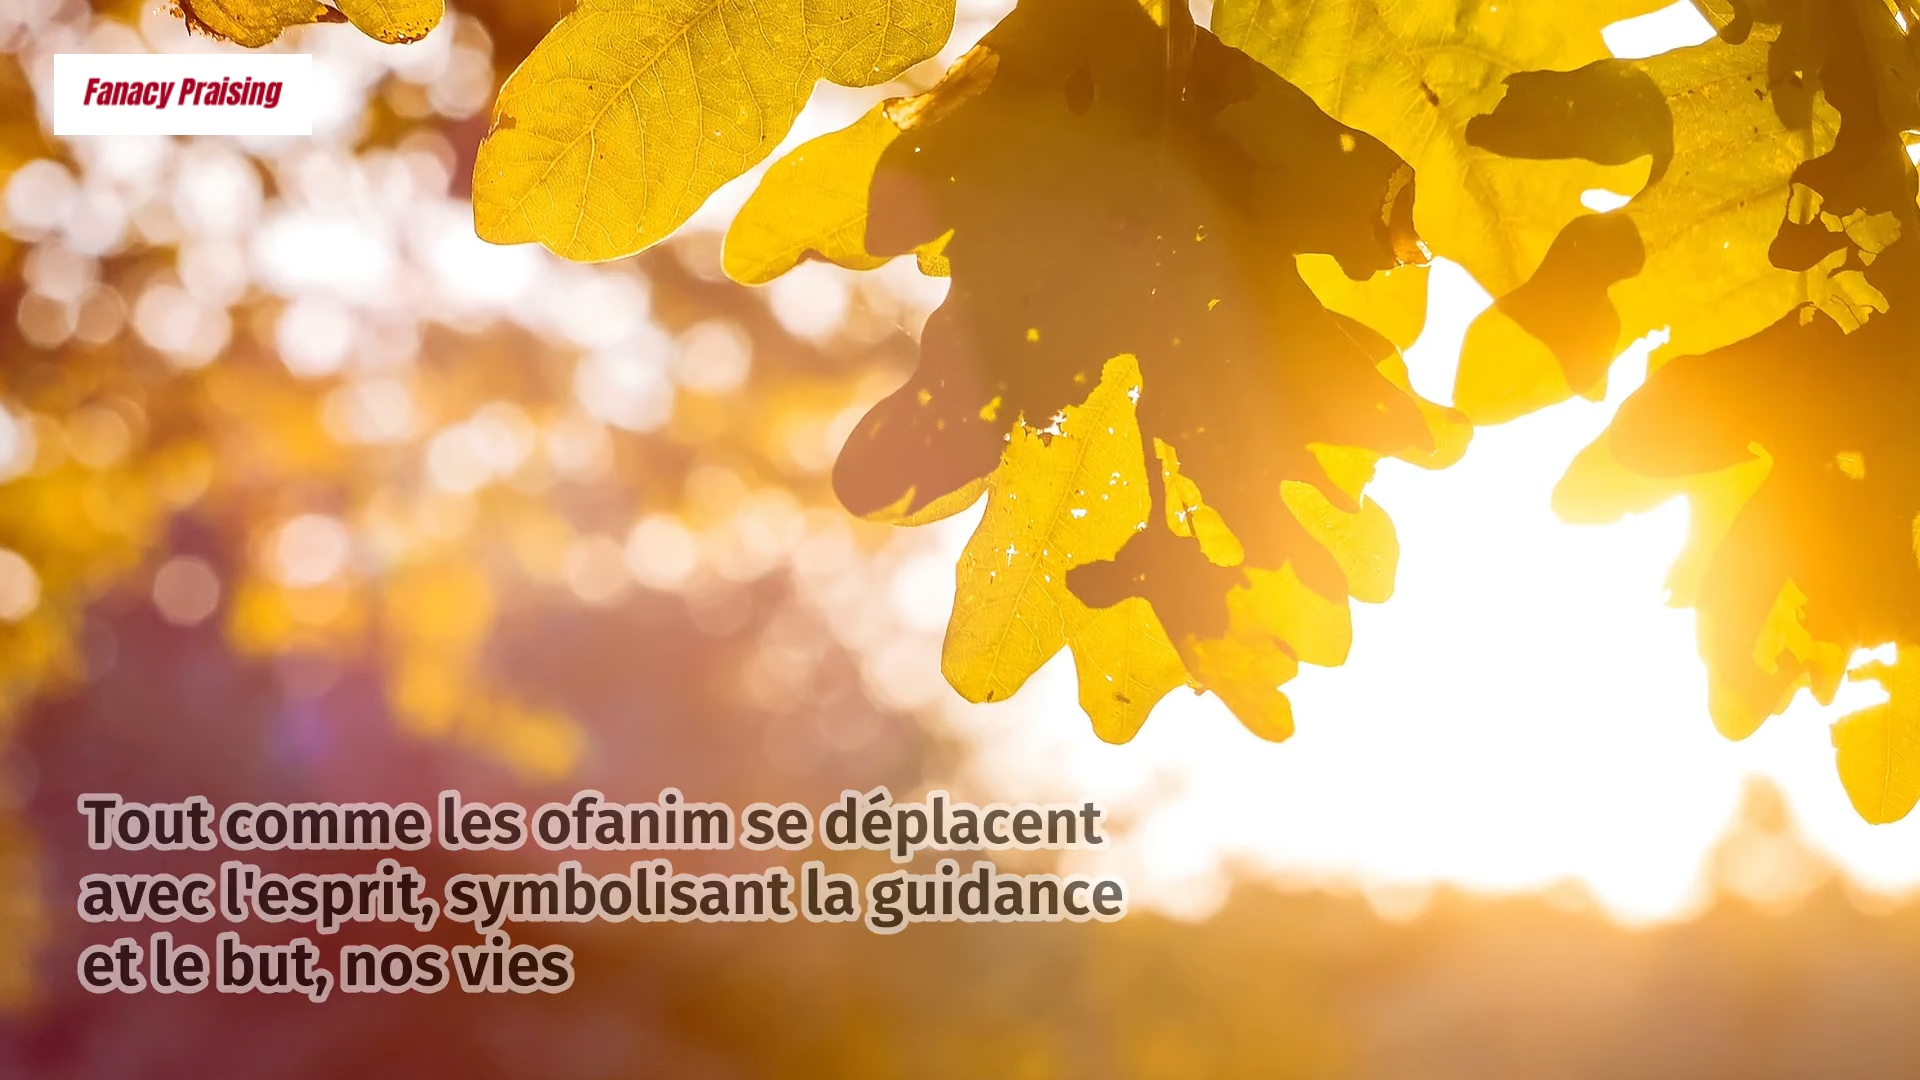 Fanacy Praising
Tout comme les ofanim se déplacent
avec l'esprit, symbolisant la guidance
et le but, nos vies